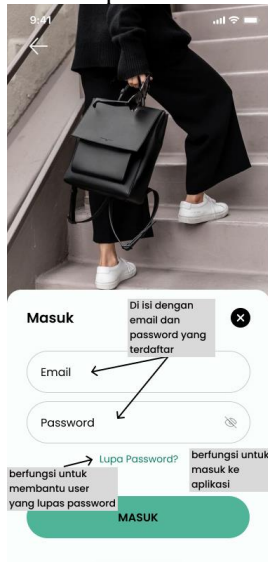 9:41
Masuk
Di isi dengan
email dan
password yang
terdaftar
Email
Password
Lupa Password?
berfungsi untuk
masuk ke
aplikasi
berfungsi untuk
membantu user
yang lupas password
MASUK